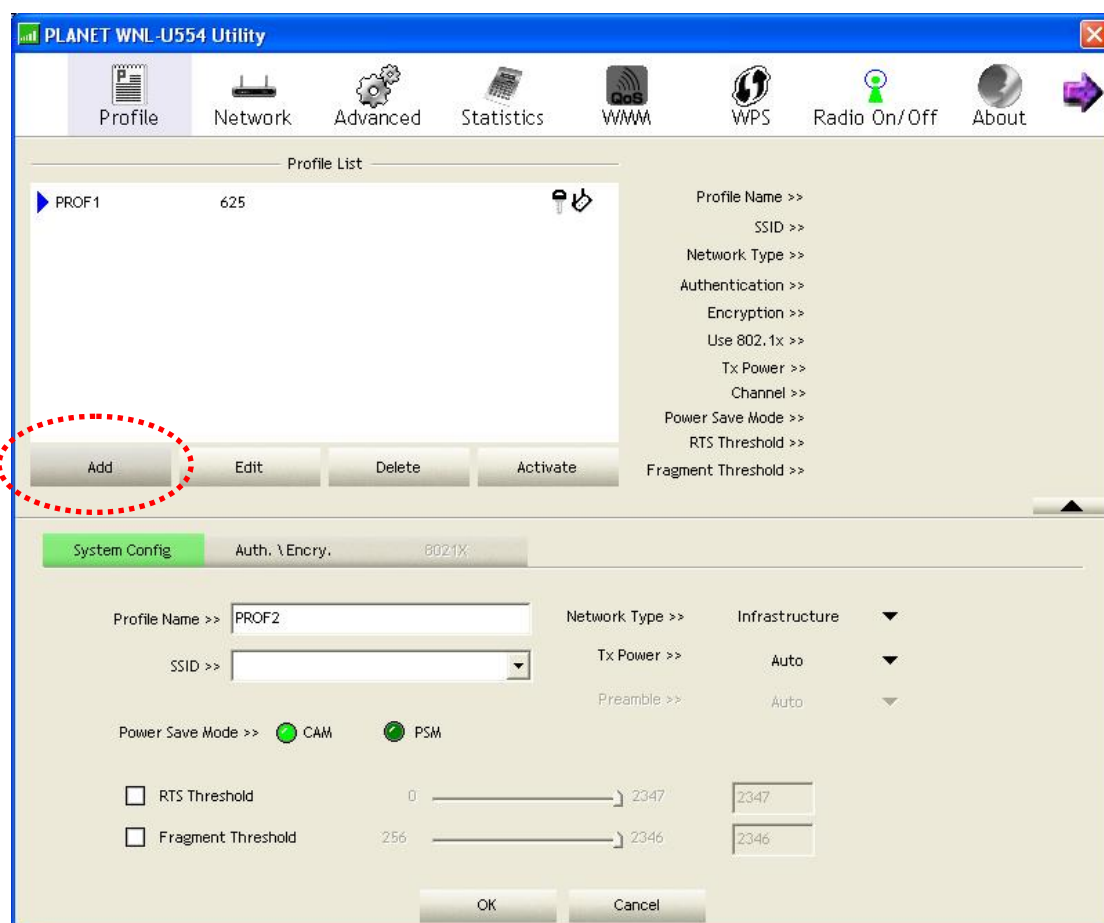 PLANET WNL-U554 Utility
Profile Network Advanced Statistics QoS WMM WPS Radio On/Off About
Profile List
PROF1 625
Profile Name >>
SSID >>
Network Type >>
Authentication >>
Encryption >>
Use 802.1x >>
Tx Power >>
Channel >>
Power Save Mode >>
RTS Threshold >>
Fragment Threshold >>
Add Edit Delete Activate
System Config Auth. \ Encry. 8021X
Profile Name >> PROF2 Network Type >> Infrastructure
SSID >> Tx Power >> Auto
Preamble >> Auto
Power Save Mode >> CAM PSM
RTS Threshold 0 2347 2347
Fragment Threshold 256 2346 2346
OK Cancel